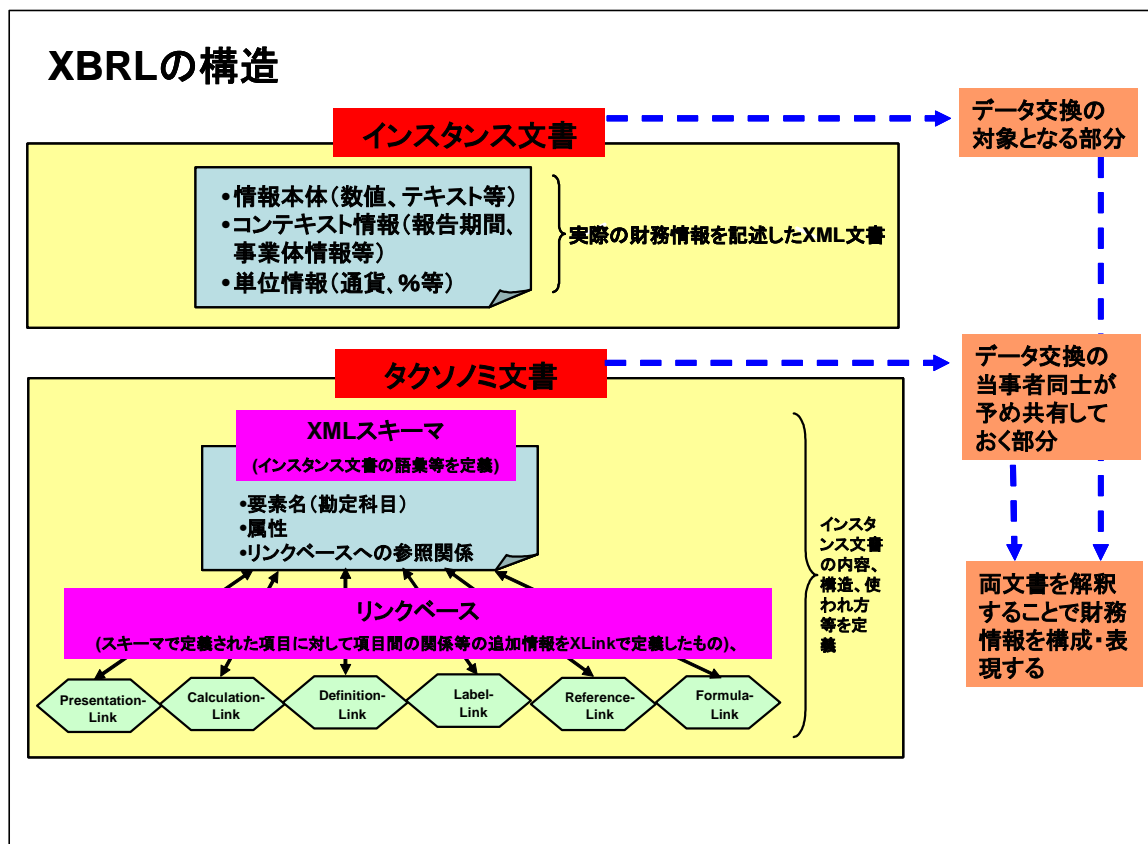 XBRLの構造
インスタンス文書
データ交換の
対象となる部分
•情報本体（数値、テキスト等）
•コンテキスト情報（報告期間、
事業体情報等）
•単位情報（通貨、%等）
実際の財務情報を記述したXML文書
タクソノミ文書
データ交換の
当事者同士が
予め共有して
おく部分
XMLスキーマ
(インスタンス文書の語彙等を定義)
•要素名（勘定科目）
•属性
•リンクベースへの参照関係
インスタ
ンス文書
の内容、
構造、使
われ方
等を定
義
リンクベース
(スキーマで定義された項目に対して項目間の関係等の追加情報をXLinkで定義したもの)、
Presentation-
Link
Calculation-
Link
Definition-
Link
Label-
Link
Reference-
Link
Formula-
Link
両文書を解釈
することで財務
情報を構成・表
現する